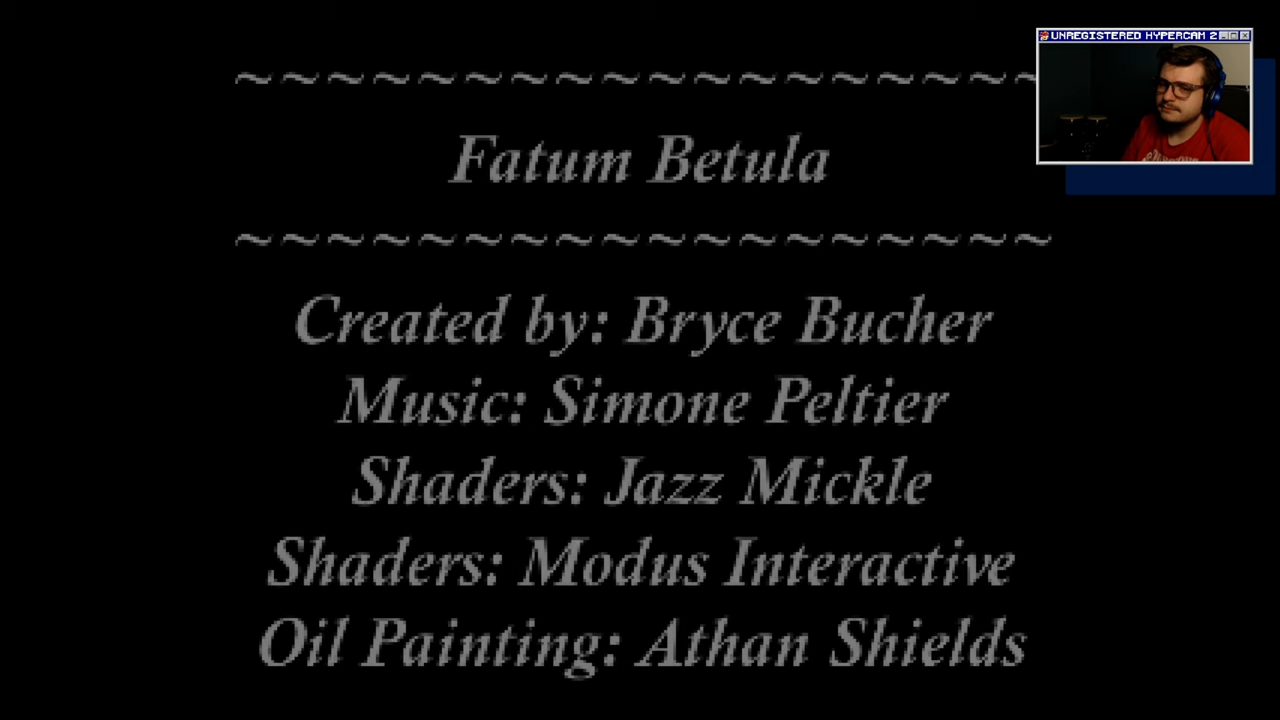 UNREGISTERED HYPERCAM 2
~~~~~~~~~~~~~~~~~~
Fatum Betula
~~~~~~~~~~~~~~~~~~
Created by: Bryce Bucher
Music: Simone Peltier
Shaders: Jazz Mickle
Shaders: Modus Interactive
Oil Painting: Athan Shields